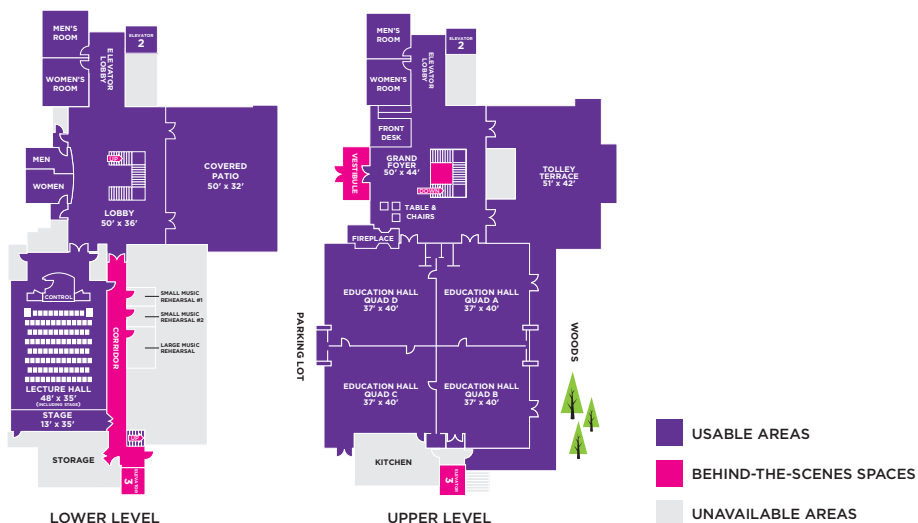 MEN'S
ROOM
ELEVATOR
2
ELEVATOR
LOBBY
WOMEN'S
ROOM
MEN
WOMEN
UP
COVERED
PATIO
50' x 32'
LOBBY
50' x 36'
CONTROL
SMALL MUSIC
REHEARSAL #1
SMALL MUSIC
REHEARSAL #2
LARGE MUSIC
REHEARSAL
CORRIDOR
LECTURE HALL
48' x 35'
(INCLUDING STAGE)
STAGE
13' x 35'
UP
STORAGE
ELEVATOR
3
LOWER LEVEL
MEN'S
ROOM
ELEVATOR
2
ELEVATOR
LOBBY
WOMEN'S
ROOM
FRONT
DESK
VESTIBULE
GRAND
FOYER
50' x 44'
DOWN
TOLLEY
TERRACE
51' x 42'
TABLE &
CHAIRS
FIREPLACE
EDUCATION HALL
QUAD D
37' x 40'
EDUCATION HALL
QUAD A
37' x 40'
PARKING LOT
WOODS
EDUCATION HALL
QUAD C
37' x 40'
EDUCATION HALL
QUAD B
37' x 40'
KITCHEN
ELEVATOR
3
UPPER LEVEL
USABLE AREAS
BEHIND-THE-SCENES SPACES
UNAVAILABLE AREAS